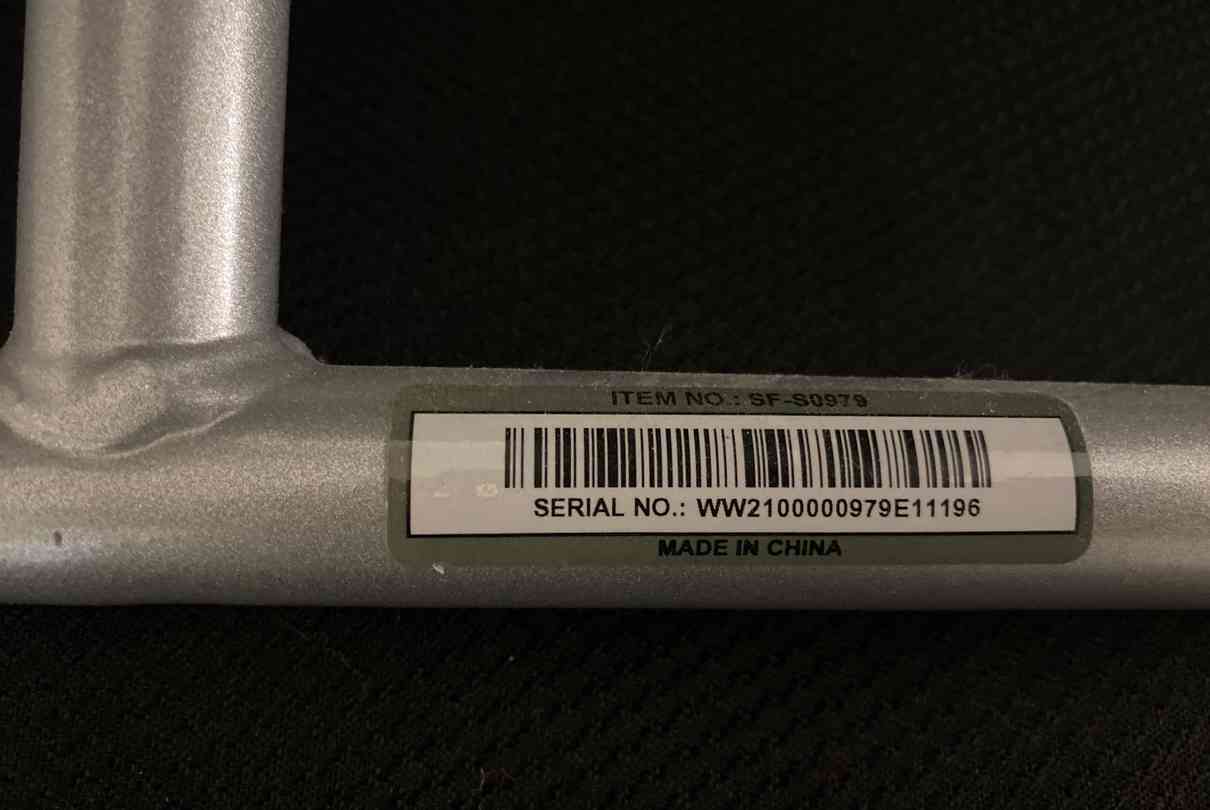 ITEM NO.: SF-S0979
SERIAL NO.: WW2100000979E11196
MADE IN CHINA